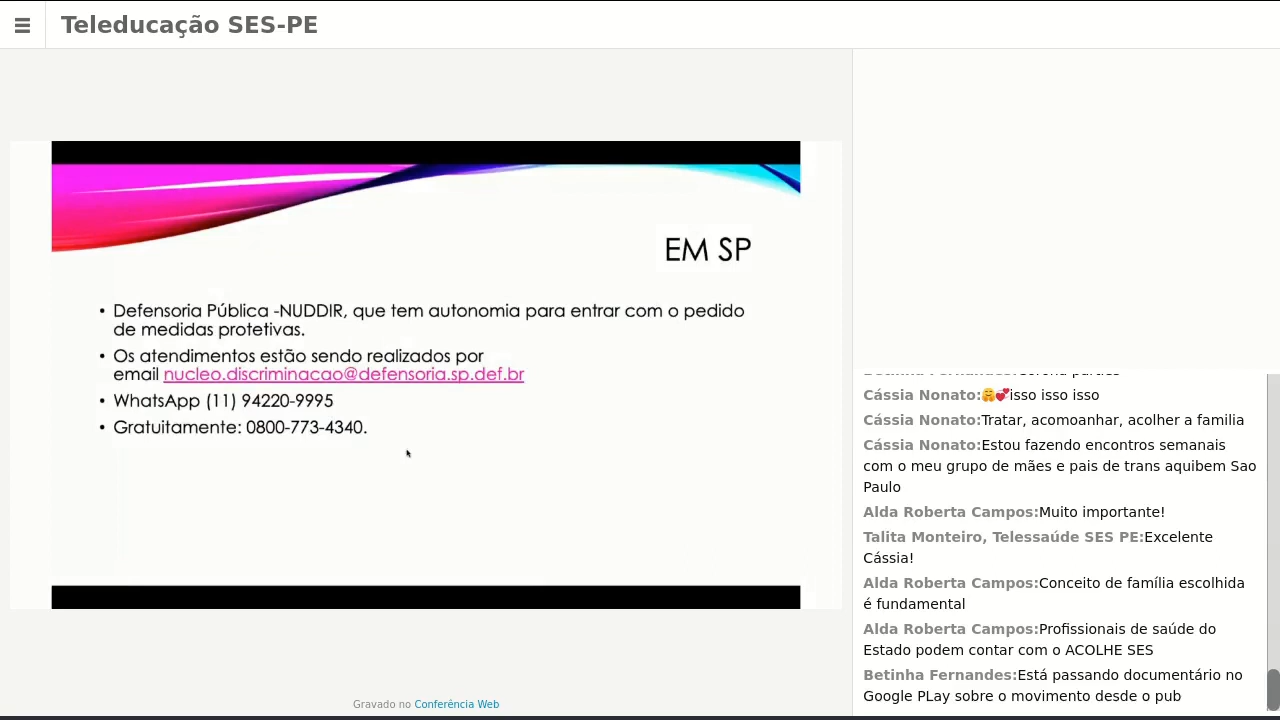 Teleducação SES-PE
EM SP
• Defensoria Pública -NUDDIR, que tem autonomia para entrar com o pedido
de medidas protetivas.
• Os atendimentos estão sendo realizados por
email nucleo.discriminacao@defensoria.sp.def.br
• WhatsApp (11) 94220-9995
• Gratuitamente: 0800-773-4340.
Gravado no Conferência Web
Cássia Nonato:🤗💕isso isso isso
Cássia Nonato:Tratar, acomoanhar, acolher a familia
Cássia Nonato:Estou fazendo encontros semanais
com o meu grupo de mães e pais de trans aquibem Sao
Paulo
Alda Roberta Campos:Muito importante!
Talita Monteiro, Telessaúde SES PE:Excelente
Cássia!
Alda Roberta Campos:Conceito de família escolhida
é fundamental
Alda Roberta Campos:Profissionais de saúde do
Estado podem contar com o ACOLHE SES
Betinha Fernandes:Está passando documentário no
Google PLay sobre o movimento desde o pub